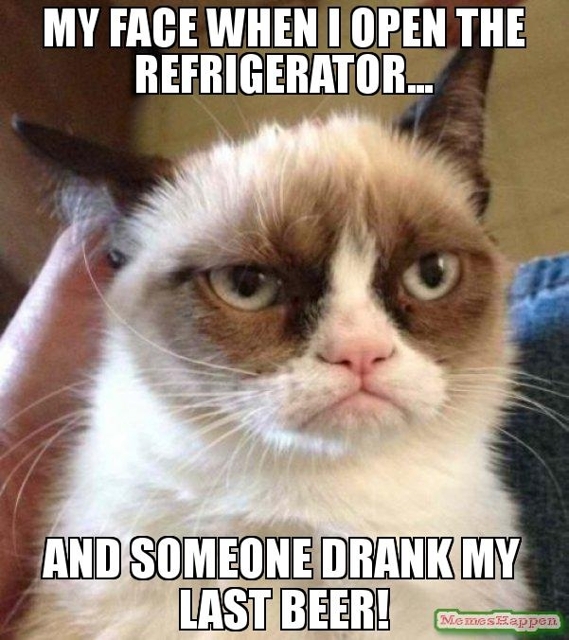 MY FACE WHEN I OPEN THE
REFRIGERATOR...
AND SOMEONE DRANK MY
LAST BEER!
MemesHappen